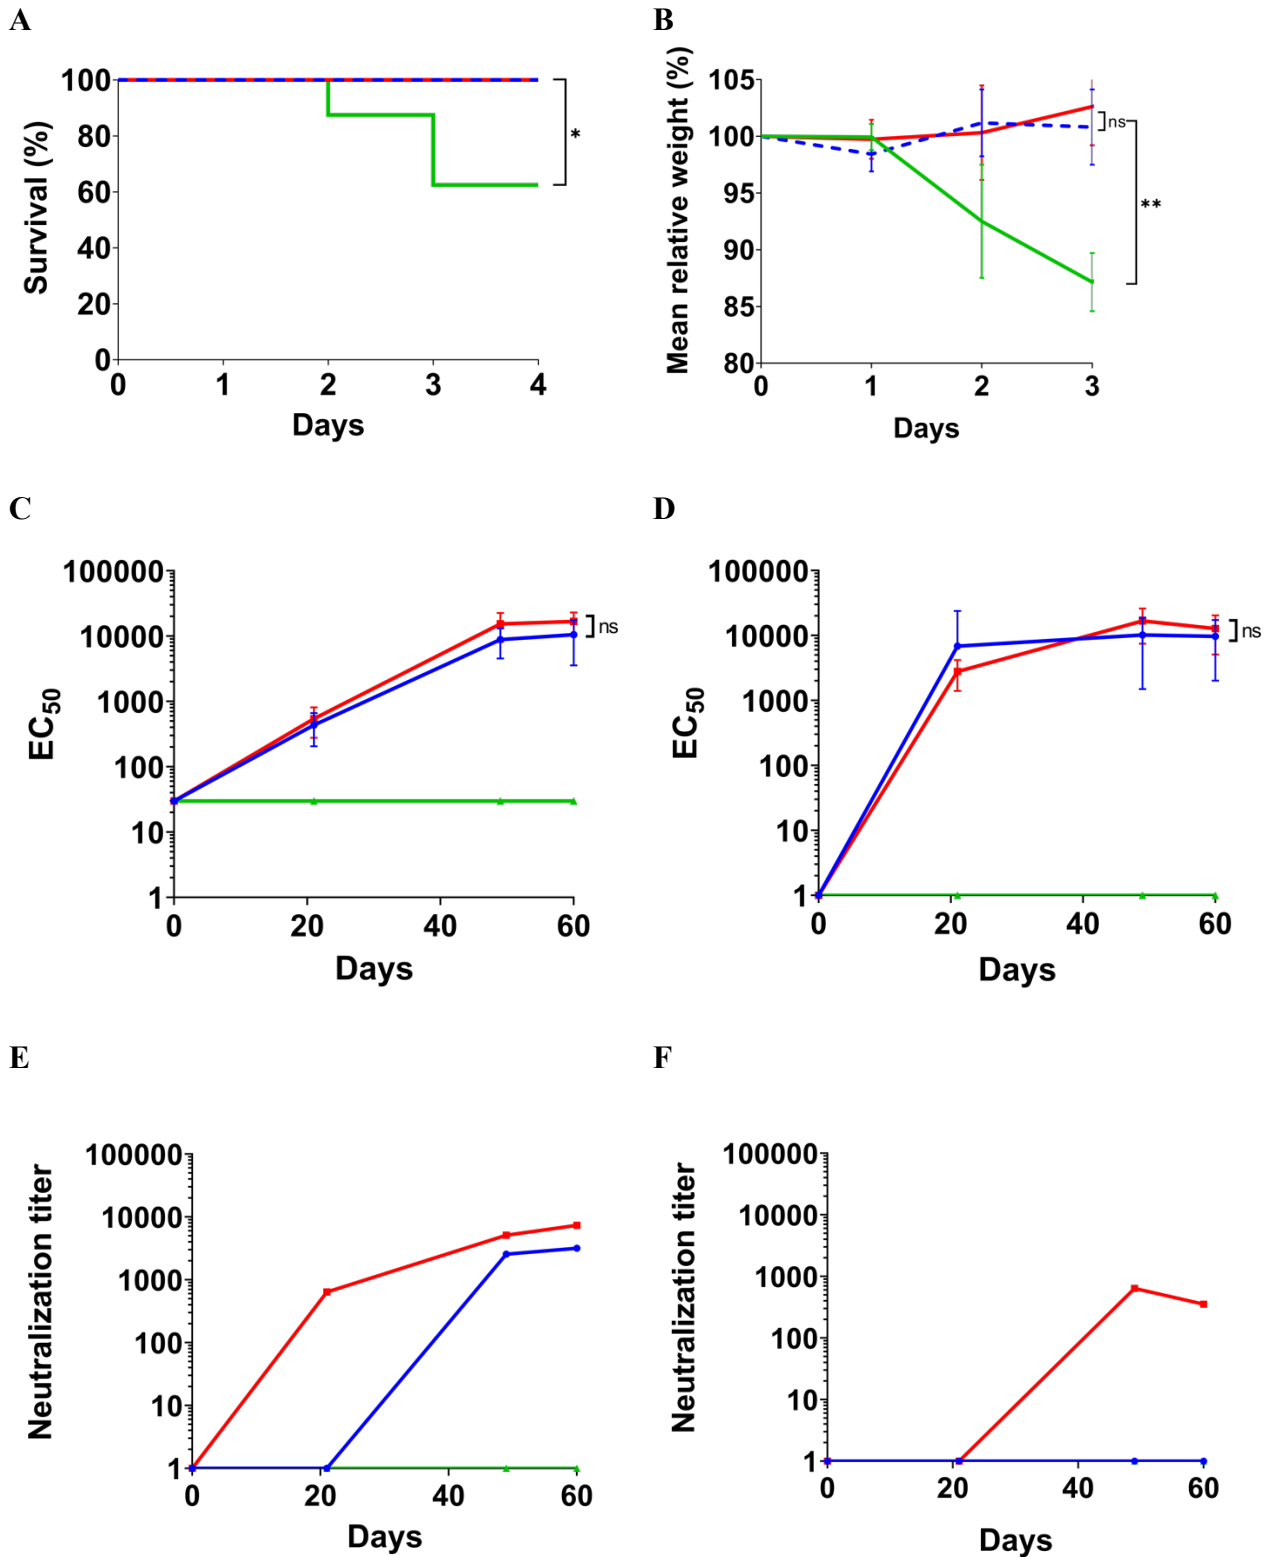 A
B
Survival (%)
100
80
60
40
20
0
0 1 2 3 4
Days
*
Mean relative weight (%)
105
100
95
90
85
80
0 1 2 3
Days
ns
**
C
D
EC50
100000
10000
1000
100
10
1
0 20 40 60
Days
ns
EC50
100000
10000
1000
100
10
1
0 20 40 60
Days
ns
E
F
Neutralization titer
100000
10000
1000
100
10
1
0 20 40 60
Days
Neutralization titer
100000
10000
1000
100
10
1
0 20 40 60
Days